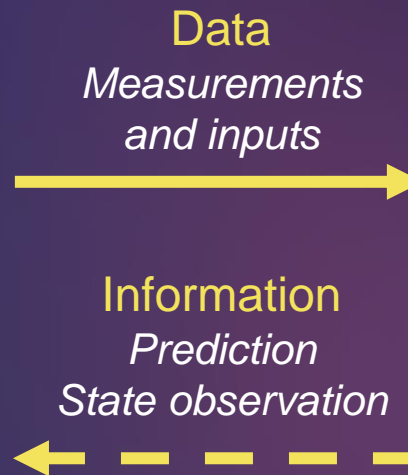 Data
Measurements
and inputs
Information
Prediction
State observation